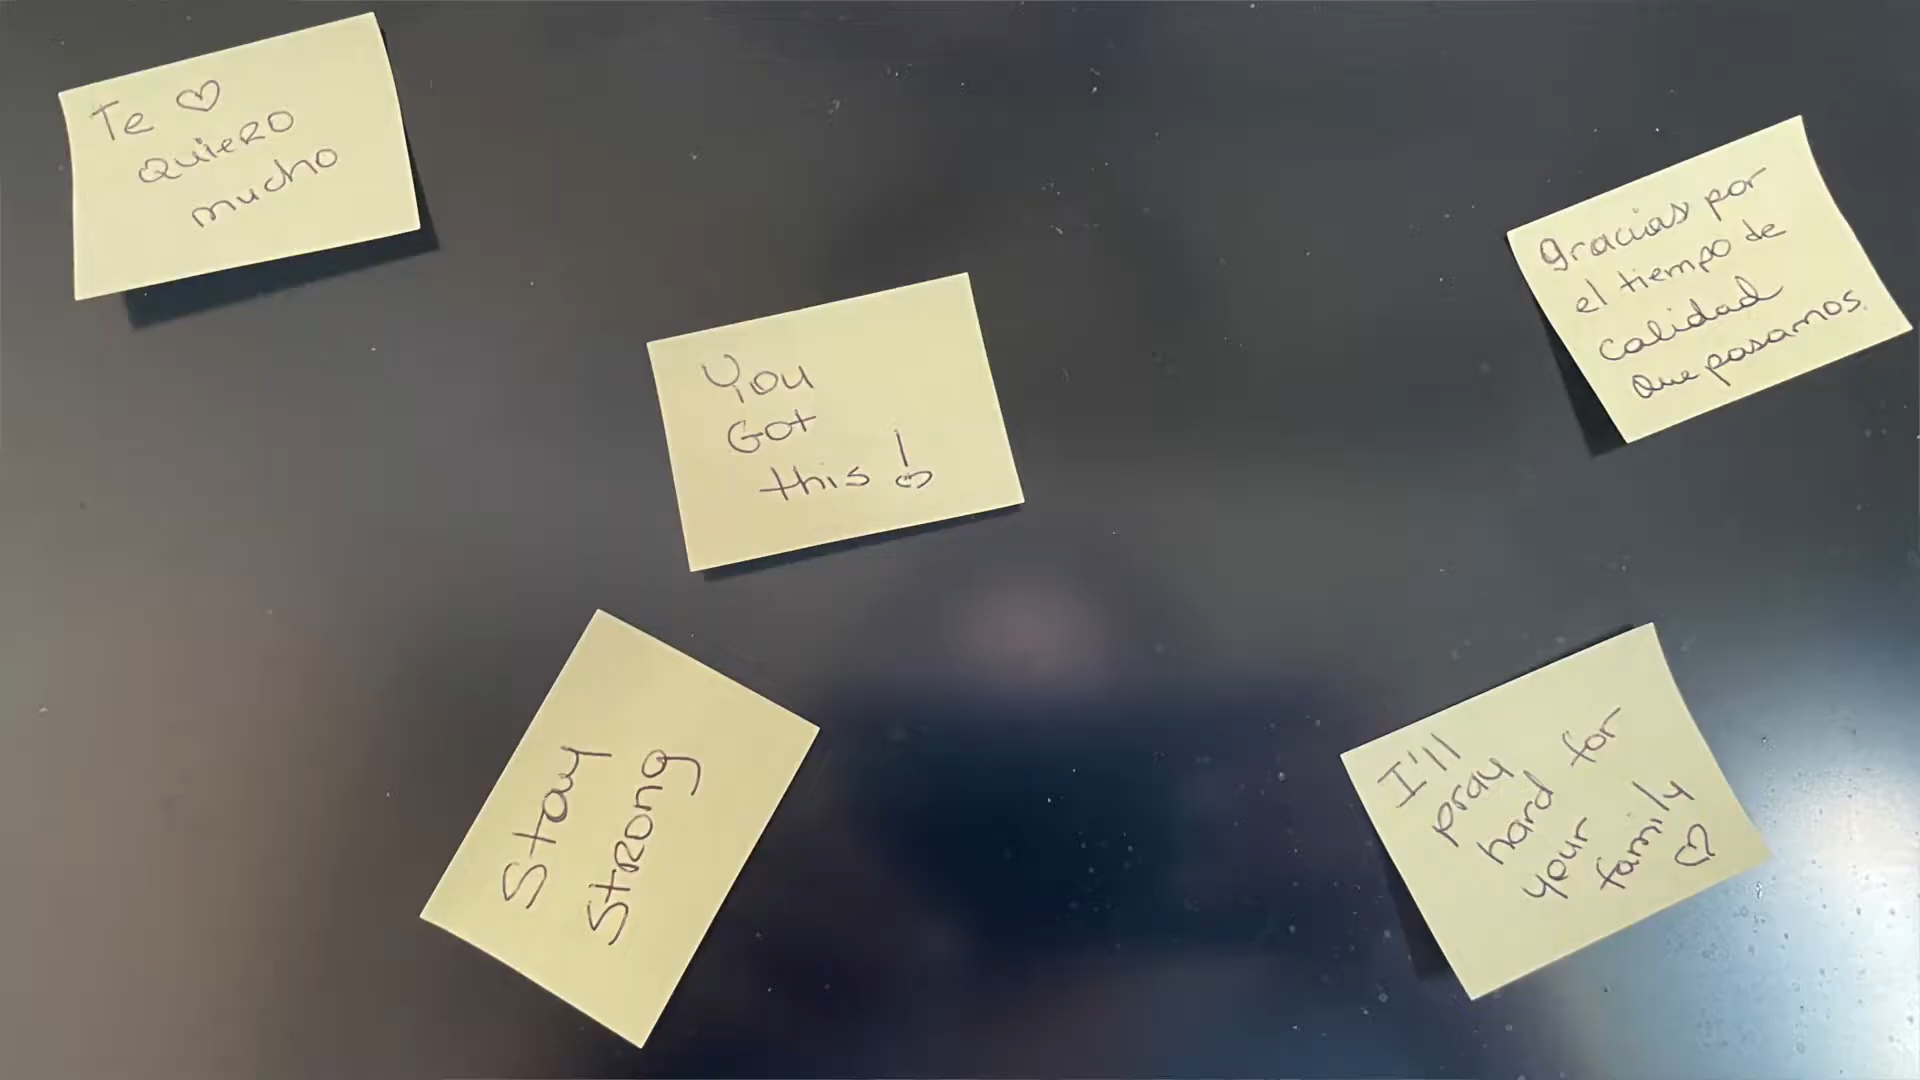 Te ♡
quiero
mucho
You
Got
this!
gracias por
el tiempo de
calidad
que pasamos.
Stay
Strong
I'll
pray
hard for
your
family
♡